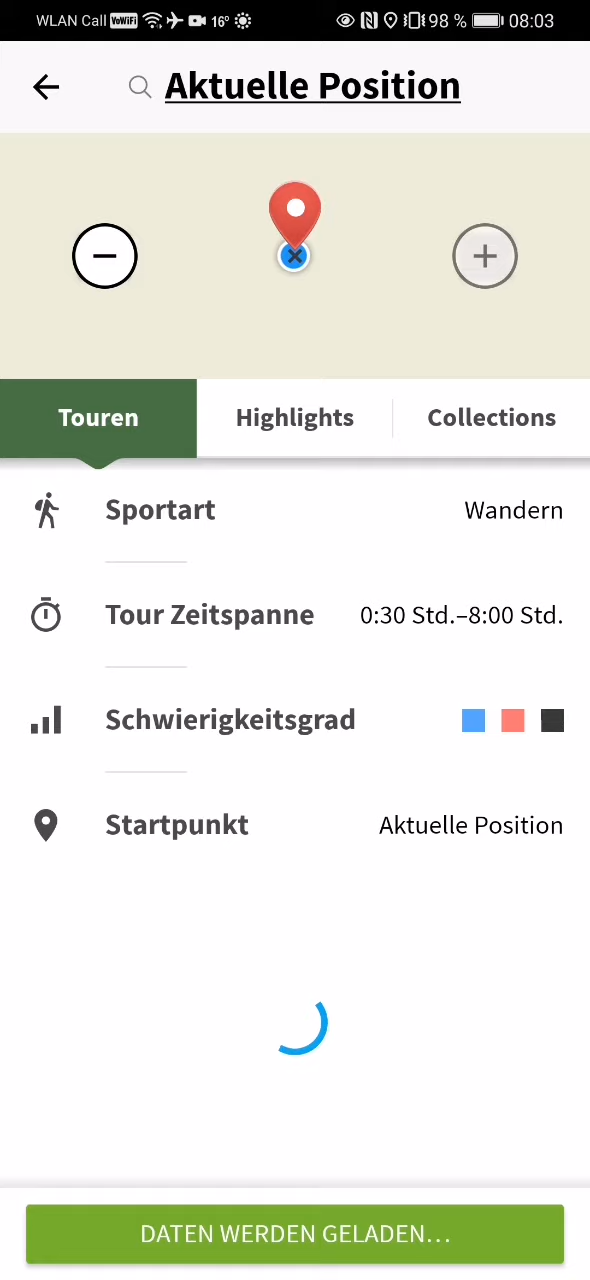 WLAN Call VoWiFi 16° 98 % 08:03
Aktuelle Position
Touren Highlights Collections
Sportart Wandern
Tour Zeitspanne 0:30 Std.–8:00 Std.
Schwierigkeitsgrad
Startpunkt Aktuelle Position
DATEN WERDEN GELADEN…